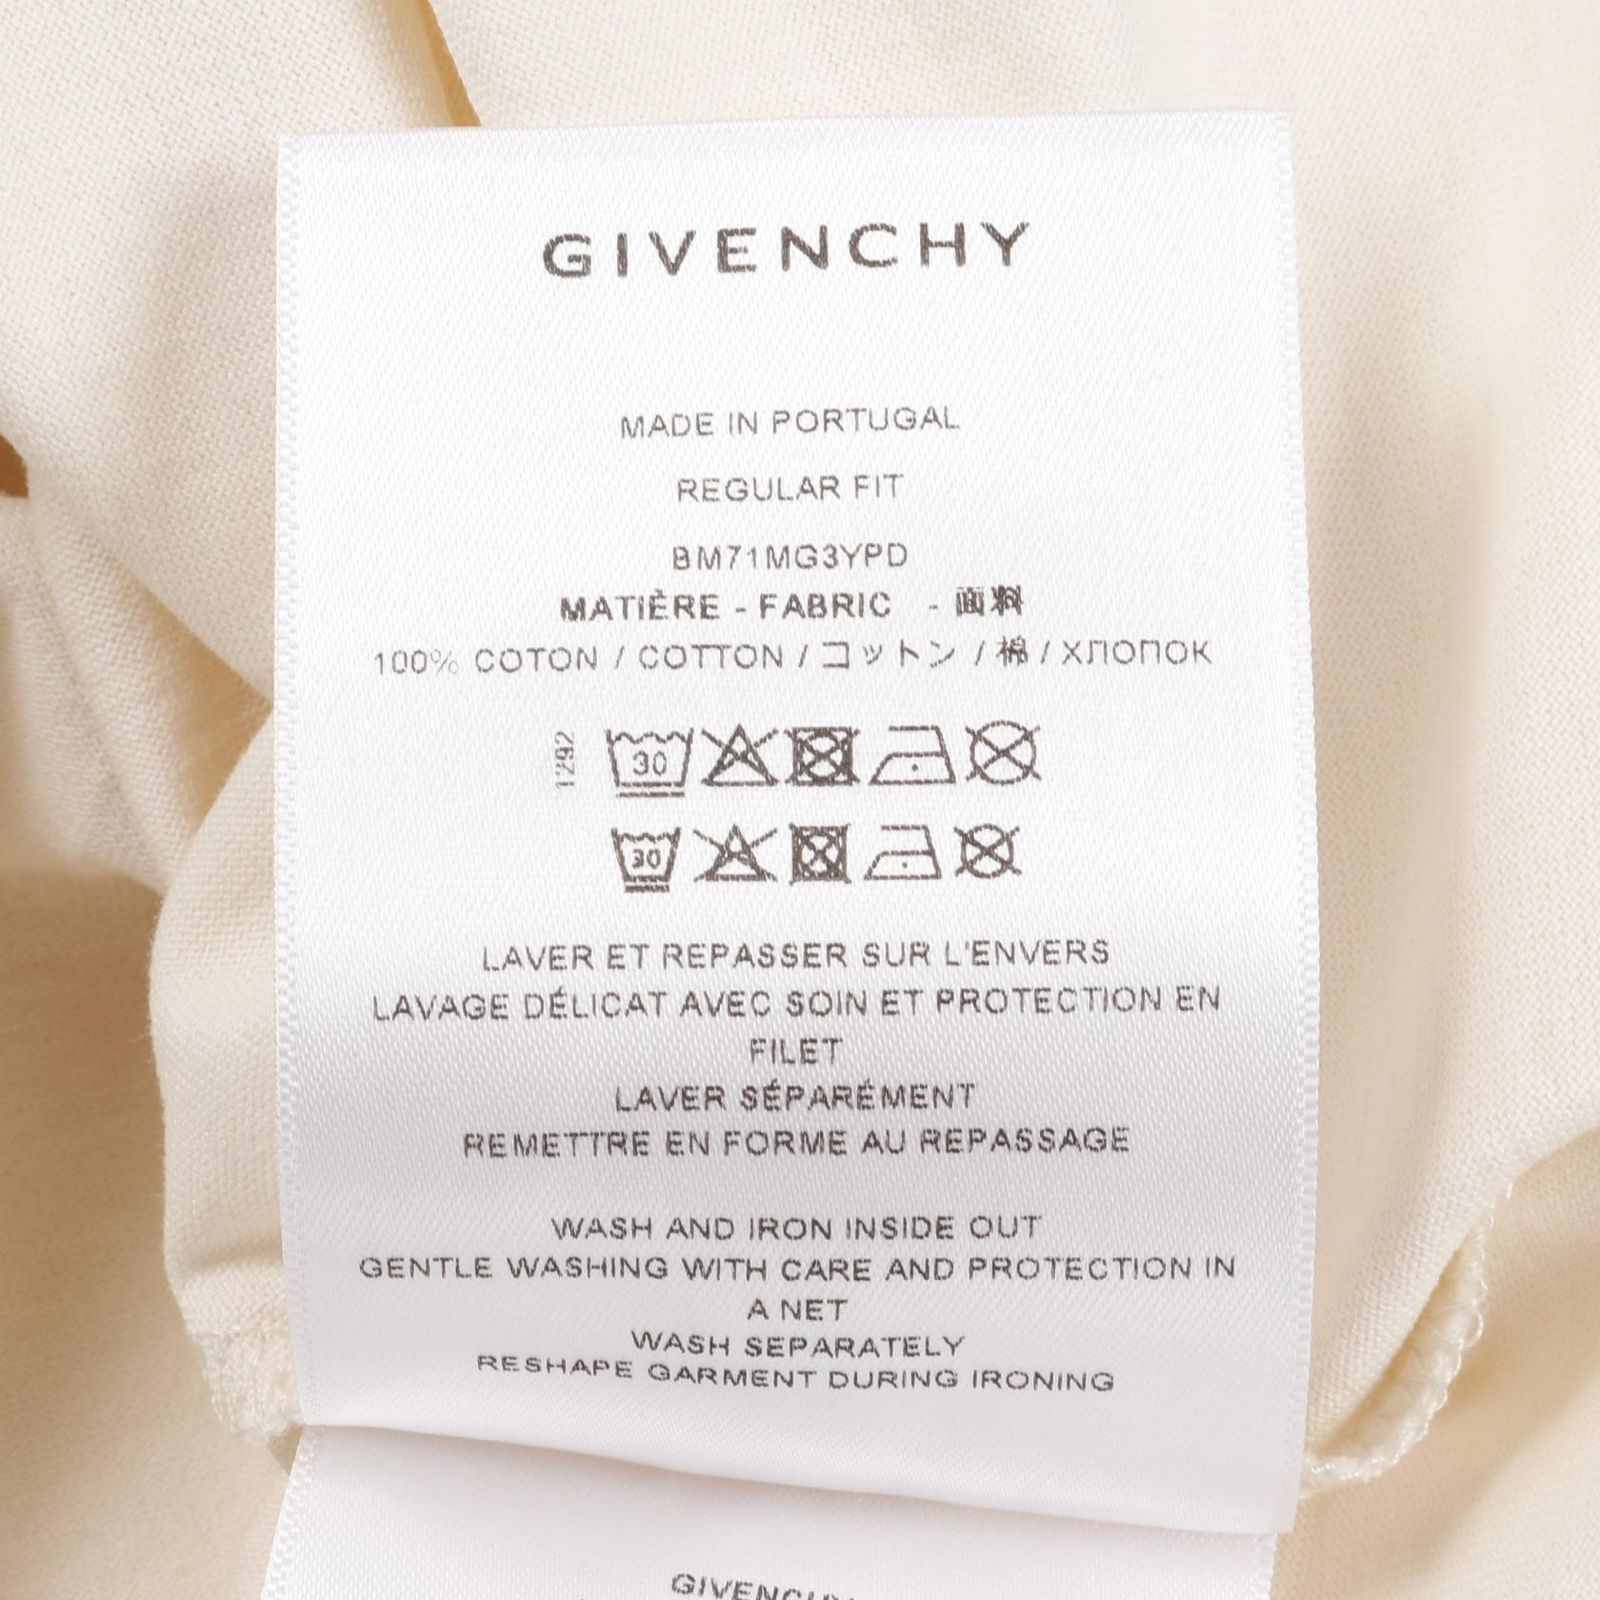 GIVENCHY
MADE IN PORTUGAL
REGULAR FIT
BM71MG3YPD
MATIÈRE - FABRIC - 面料
100% COTON / COTTON / コットン / 棉 / ХЛОПОК
1292
30
30
LAVER ET REPASSER SUR L'ENVERS
LAVAGE DÉLICAT AVEC SOIN ET PROTECTION EN
FILET
LAVER SÉPARÉMENT
REMETTRE EN FORME AU REPASSAGE
WASH AND IRON INSIDE OUT
GENTLE WASHING WITH CARE AND PROTECTION IN
A NET
WASH SEPARATELY
RESHAPE GARMENT DURING IRONING
GIVENCHY